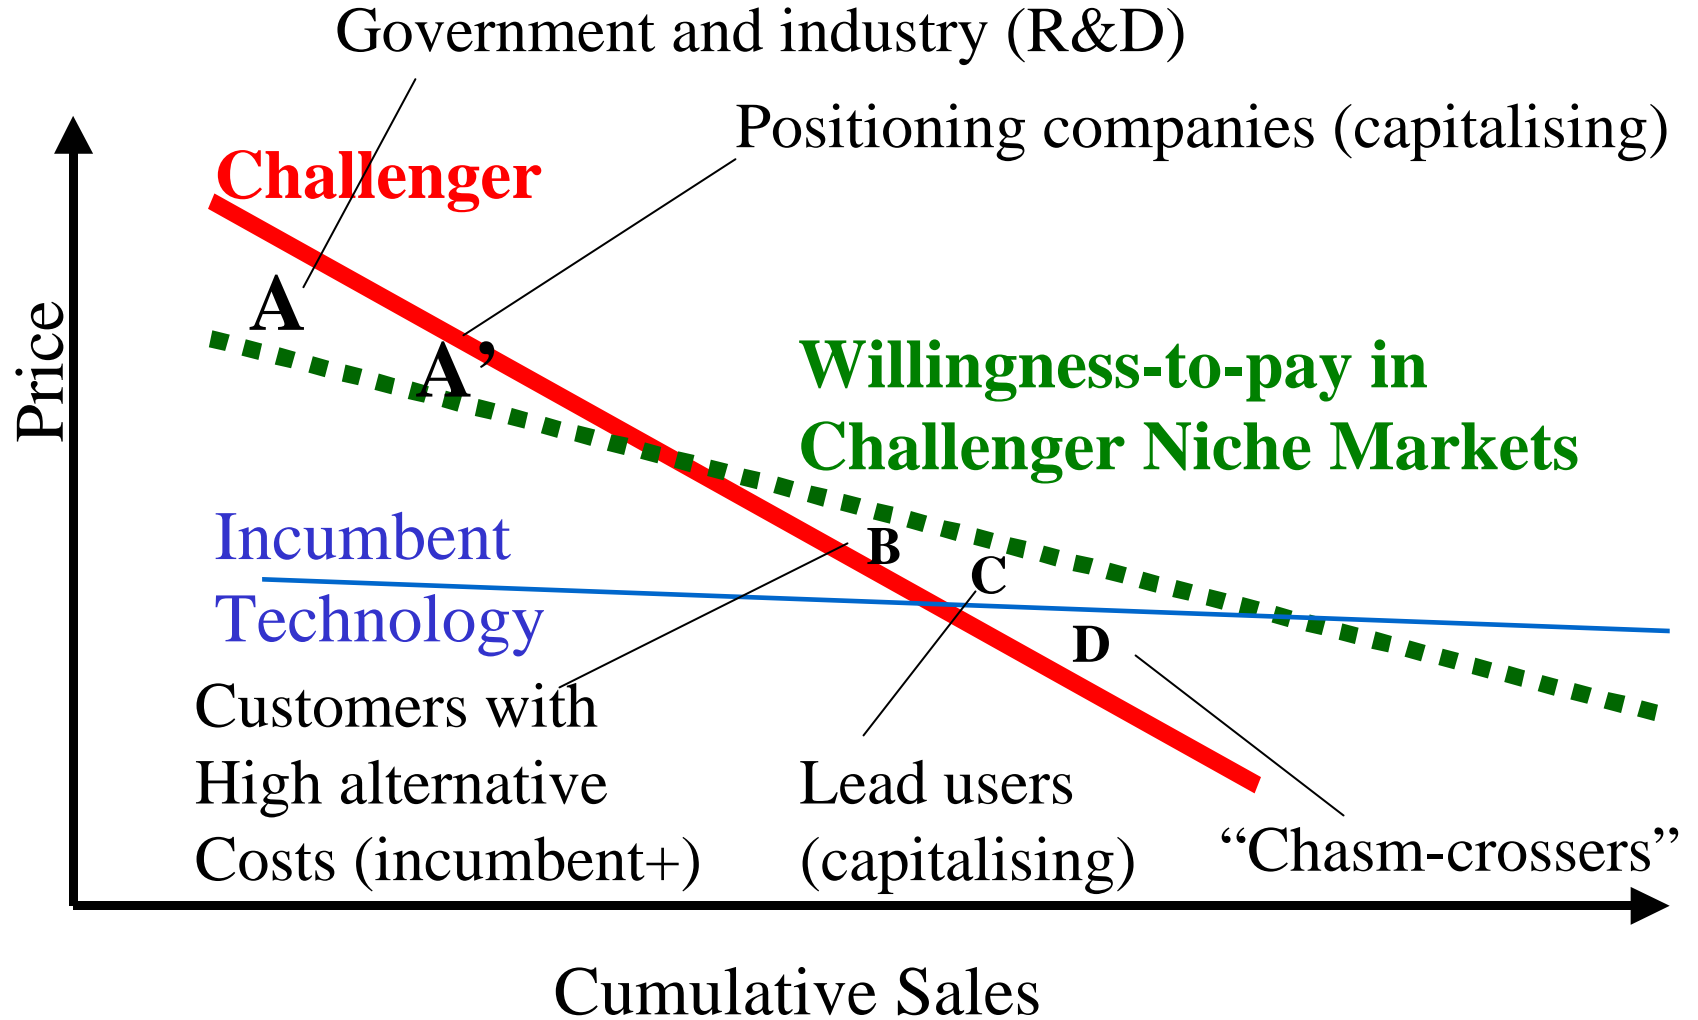 Government and industry (R&D)
Positioning companies (capitalising)
Challenger
A
A’
Price
Willingness-to-pay in
Challenger Niche Markets
Incumbent
Technology
B
C
D
Customers with
High alternative
Costs (incumbent+)
Lead users
(capitalising)
“Chasm-crossers”
Cumulative Sales